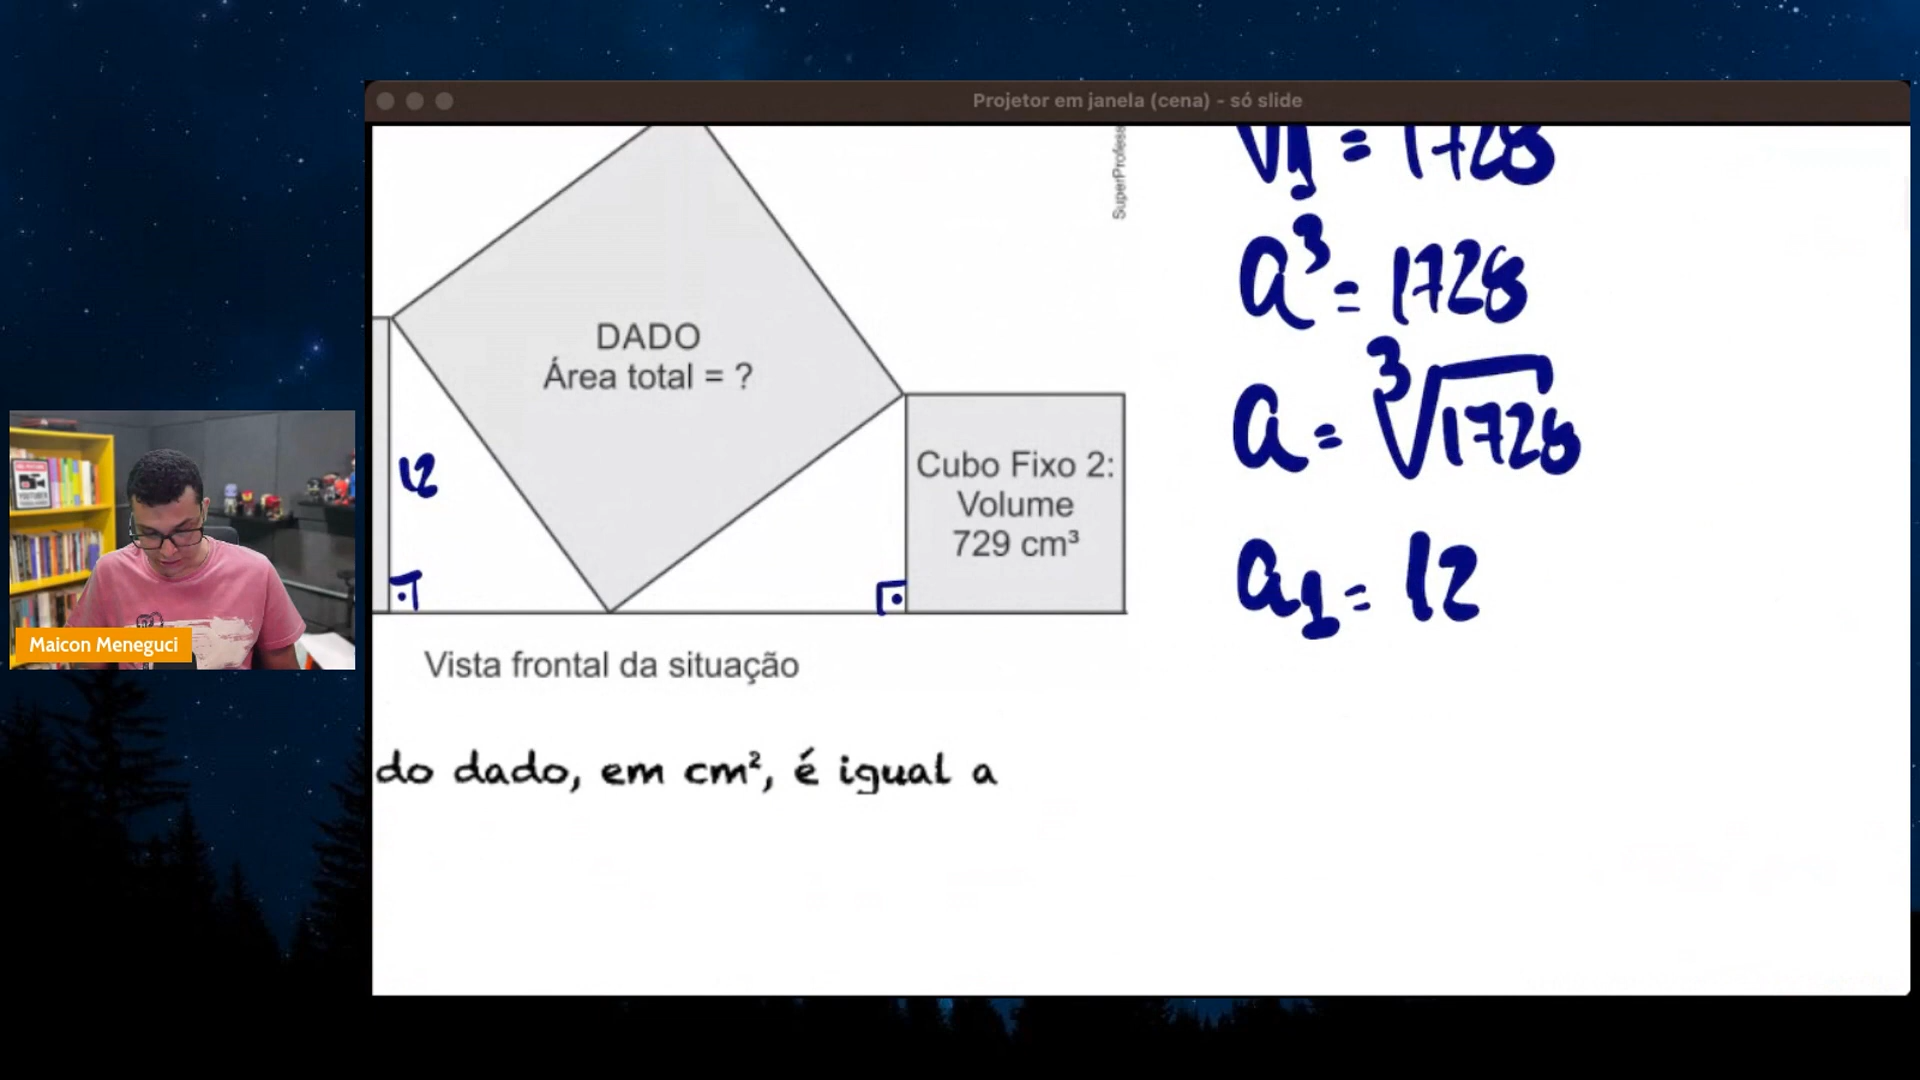 Projetor em janela (cena) - só slide
V1 = 1728
SuperProfess
a³ = 1728
DADO
Área total = ?
a = ³√1728
12
Cubo Fixo 2:
Volume
729 cm³
a1 = 12
Maicon Meneguci
Vista frontal da situação
do dado, em cm², é igual a